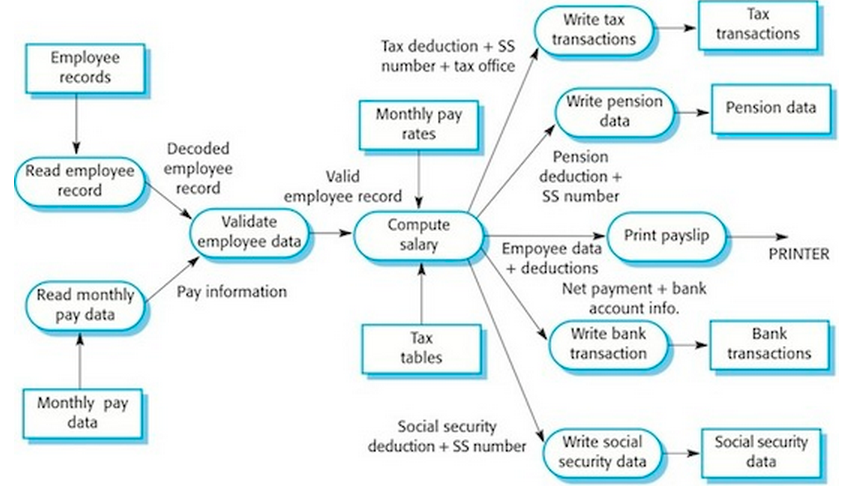 Employee
records
Read employee
record
Decoded
employee
record
Validate
employee data
Read monthly
pay data
Pay information
Monthly pay
data
Valid
employee record
Monthly pay
rates
Compute
salary
Tax
tables
Tax deduction + SS
number + tax office
Write tax
transactions
Tax
transactions
Write pension
data
Pension data
Pension
deduction +
SS number
Print payslip
PRINTER
Empoyee data
+ deductions
Net payment + bank
account info.
Write bank
transaction
Bank
transactions
Social security
deduction + SS number
Write social
security data
Social security
data